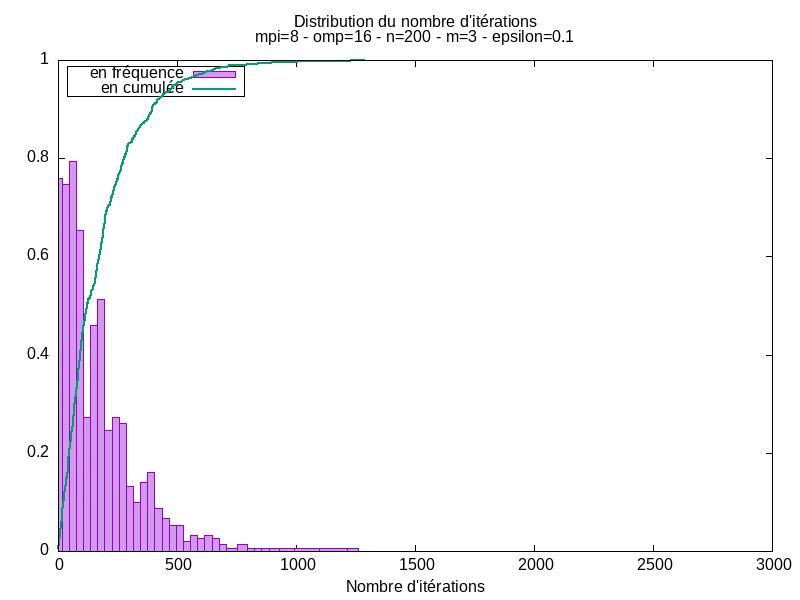 Distribution du nombre d'itérations
mpi=8 - omp=16 - n=200 - m=3 - epsilon=0.1
en fréquence
en cumulée
1
0.8
0.6
0.4
0.2
0
0 500 1000 1500 2000 2500 3000
Nombre d'itérations